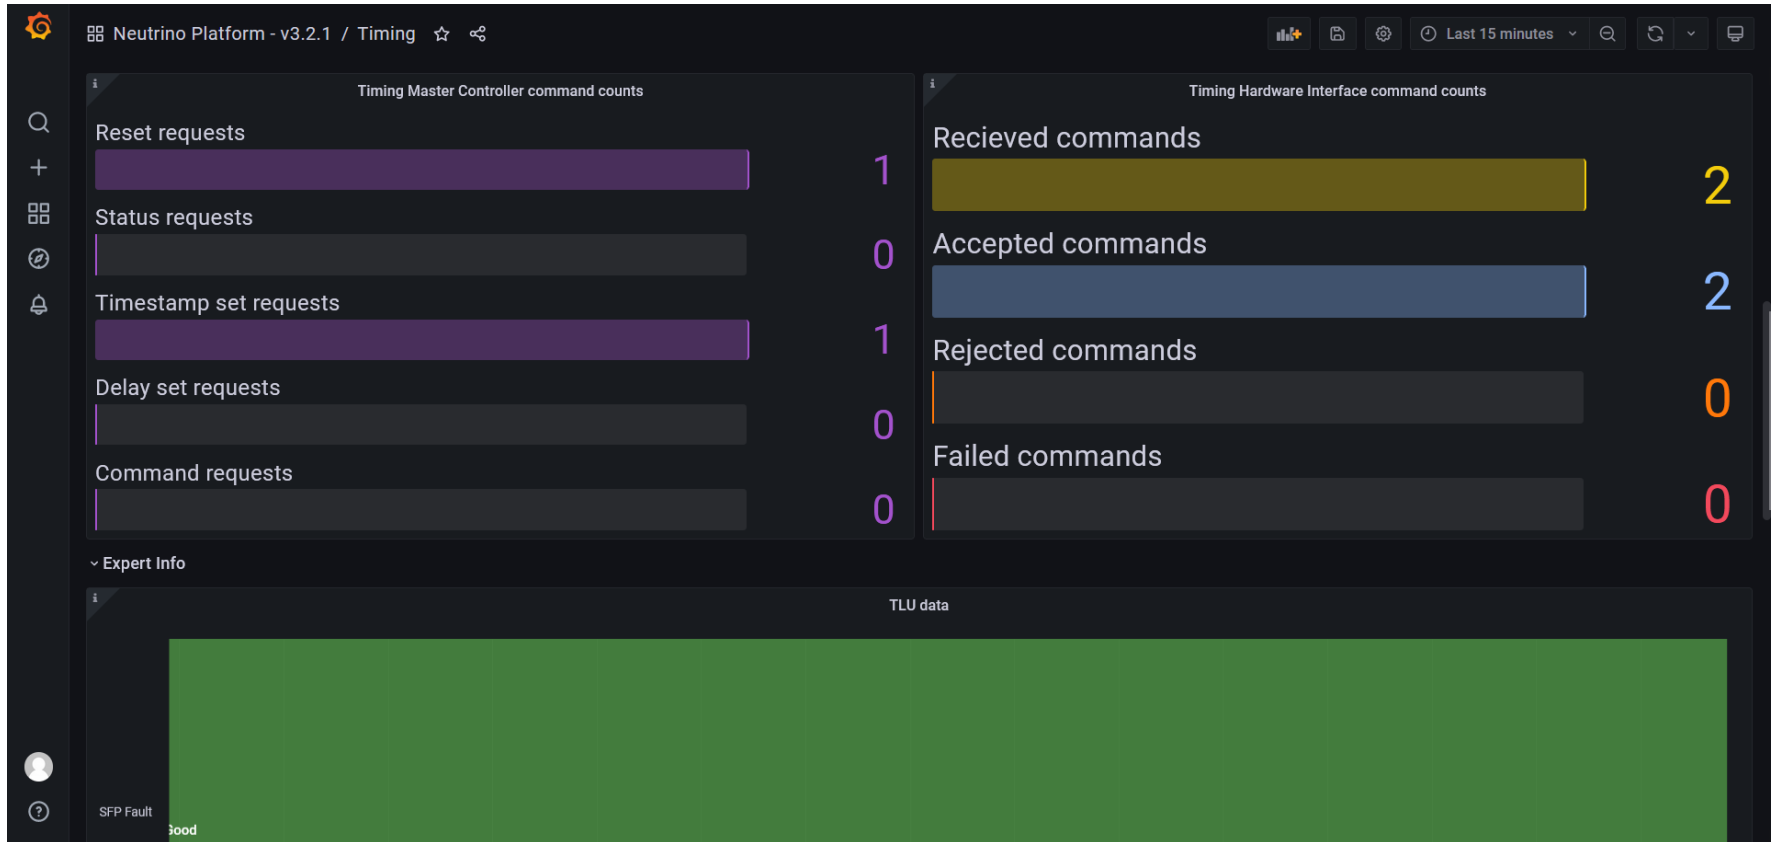 Neutrino Platform - v3.2.1 / Timing
Last 15 minutes
Timing Master Controller command counts
Reset requests
1
Status requests
0
Timestamp set requests
1
Delay set requests
0
Command requests
0
Timing Hardware Interface command counts
Recieved commands
2
Accepted commands
2
Rejected commands
0
Failed commands
0
Expert Info
TLU data
SFP Fault
Good